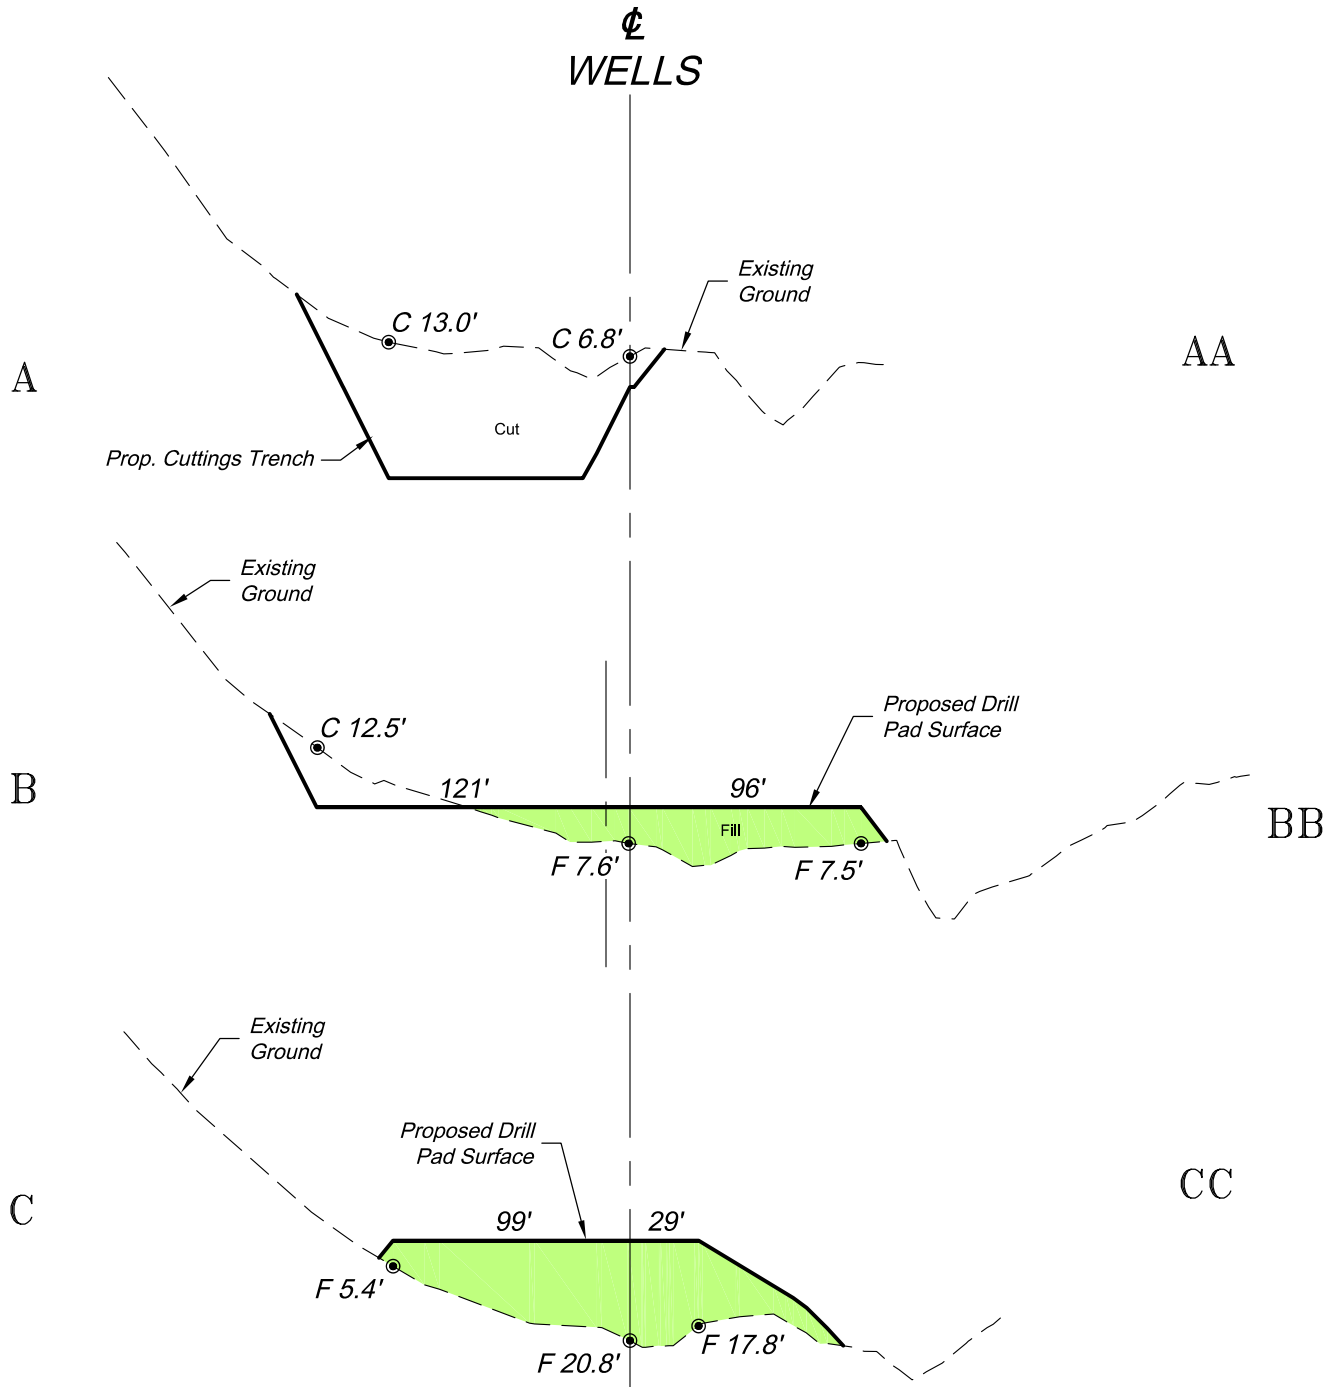 ℄
WELLS
Existing
Ground
C 13.0'
C 6.8'
A
AA
Cut
Prop. Cuttings Trench
Existing
Ground
Proposed Drill
Pad Surface
C 12.5'
121'
96'
B
BB
Fill
F 7.6'
F 7.5'
Existing
Ground
Proposed Drill
Pad Surface
C
CC
99'
29'
F 5.4'
F 17.8'
F 20.8'